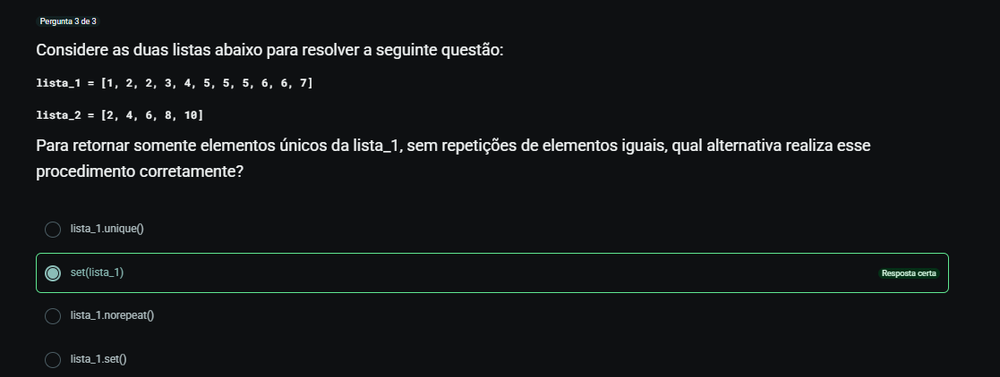 Pergunta 3 de 3
Considere as duas listas abaixo para resolver a seguinte questão:
lista_1 = [1, 2, 2, 3, 4, 5, 5, 5, 6, 6, 7]
lista_2 = [2, 4, 6, 8, 10]
Para retornar somente elementos únicos da lista_1, sem repetições de elementos iguais, qual alternativa realiza esse
procedimento corretamente?
lista_1.unique()
set(lista_1)
Resposta certa
lista_1.norepeat()
lista_1.set()